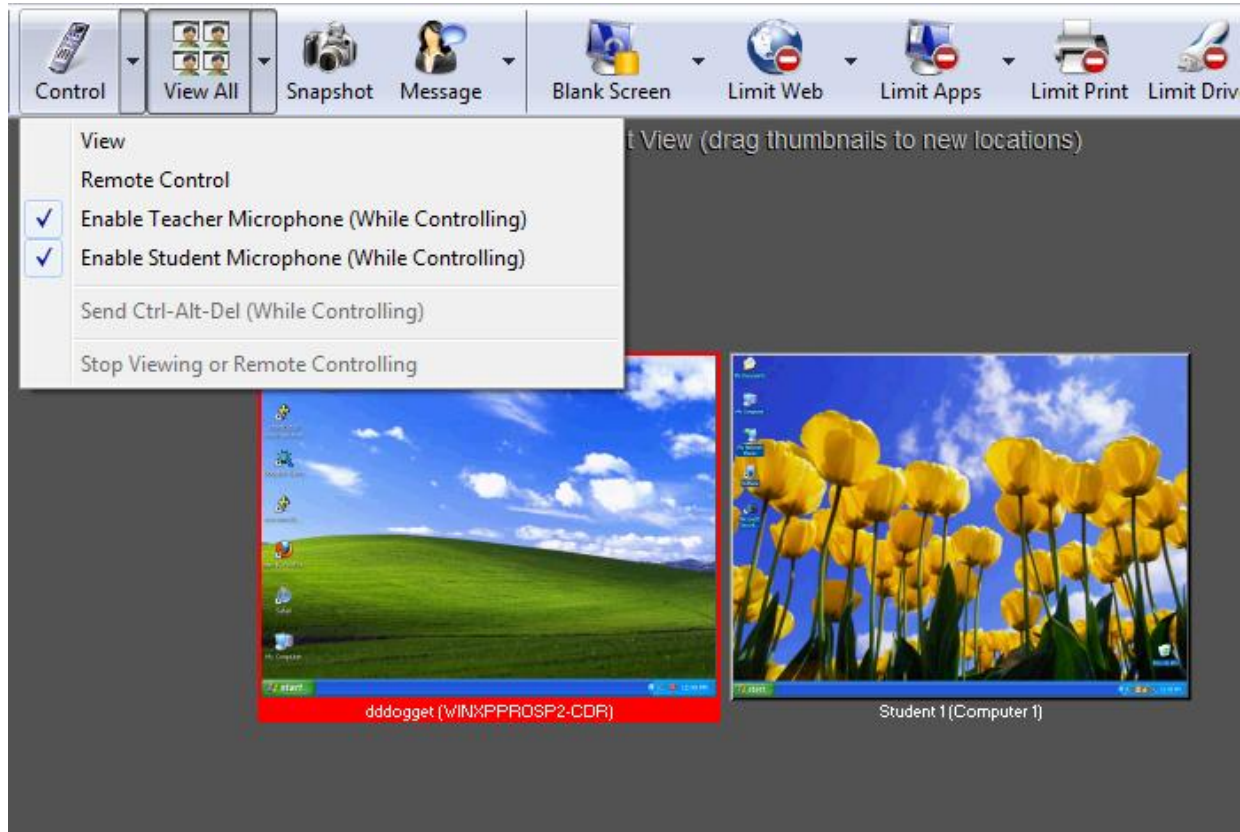 Control View All Snapshot Message Blank Screen Limit Web Limit Apps Limit Print Limit Driv
t View (drag thumbnails to new locations)
View
Remote Control
Enable Teacher Microphone (While Controlling)
Enable Student Microphone (While Controlling)
Send Ctrl-Alt-Del (While Controlling)
Stop Viewing or Remote Controlling
My Computer
start
start
dddogget (WINXPPROSP2-CDR)
Student 1 (Computer 1)